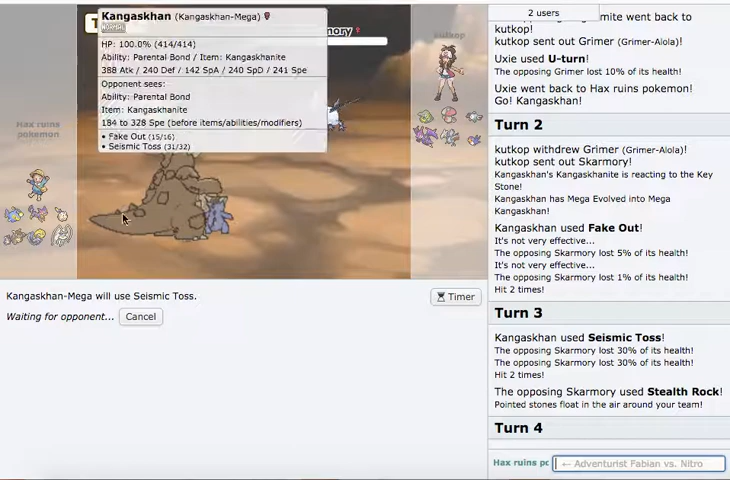 Kangaskhan (Kangaskhan-Mega)
NORMAL
HP: 100.0% (414/414)
Ability: Parental Bond / Item: Kangaskhanite
388 Atk / 240 Def / 142 SpA / 240 SpD / 241 Spe
Opponent sees:
Ability: Parental Bond
Item: Kangaskhanite
184 to 328 Spe (before items/abilities/modifiers)
• Fake Out (15/16)
• Seismic Toss (31/32)
kutkop
Hax ruins
pokemon
Kangaskhan-Mega will use Seismic Toss.
Waiting for opponent...
Cancel
Timer
2 users
went back to
kutkop!
kutkop sent out Grimer (Grimer-Alola)!
Uxie used U-turn!
The opposing Grimer lost 10% of its health!
Uxie went back to Hax ruins pokemon!
Go! Kangaskhan!
Turn 2
kutkop withdrew Grimer (Grimer-Alola)!
kutkop sent out Skarmory!
Kangaskhan's Kangaskhanite is reacting to the Key
Stone!
Kangaskhan has Mega Evolved into Mega
Kangaskhan!
Kangaskhan used Fake Out!
It's not very effective...
The opposing Skarmory lost 5% of its health!
It's not very effective...
The opposing Skarmory lost 1% of its health!
Hit 2 times!
Turn 3
Kangaskhan used Seismic Toss!
The opposing Skarmory lost 30% of its health!
The opposing Skarmory lost 30% of its health!
Hit 2 times!
The opposing Skarmory used Stealth Rock!
Pointed stones float in the air around your team!
Turn 4
Hax ruins pc
← Adventurist Fabian vs. Nitro